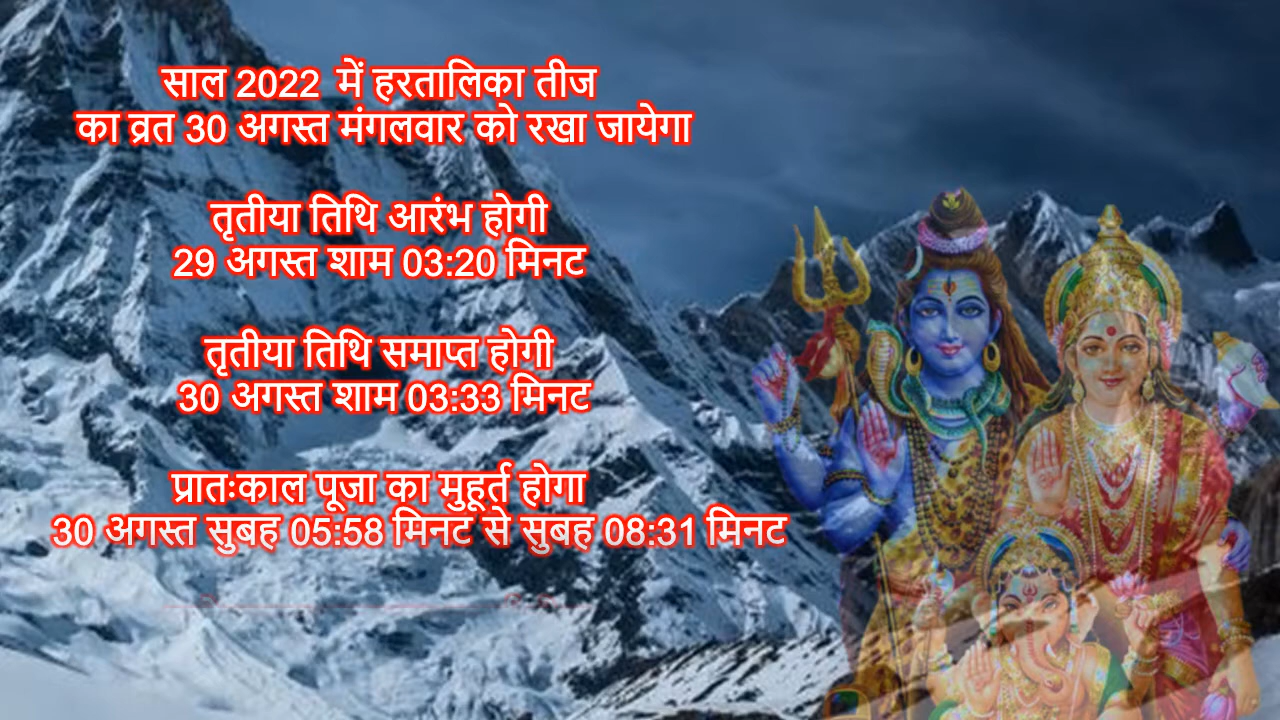 साल 2022 में हरतालिका तीज
का व्रत 30 अगस्त मंगलवार को रखा जायेगा
तृतीया तिथि आरंभ होगी
29 अगस्त शाम 03:20 मिनट
तृतीया तिथि समाप्त होगी
30 अगस्त शाम 03:33 मिनट
प्रातःकाल पूजा का मुहूर्त होगा
30 अगस्त सुबह 05:58 मिनट से सुबह 08:31 मिनट